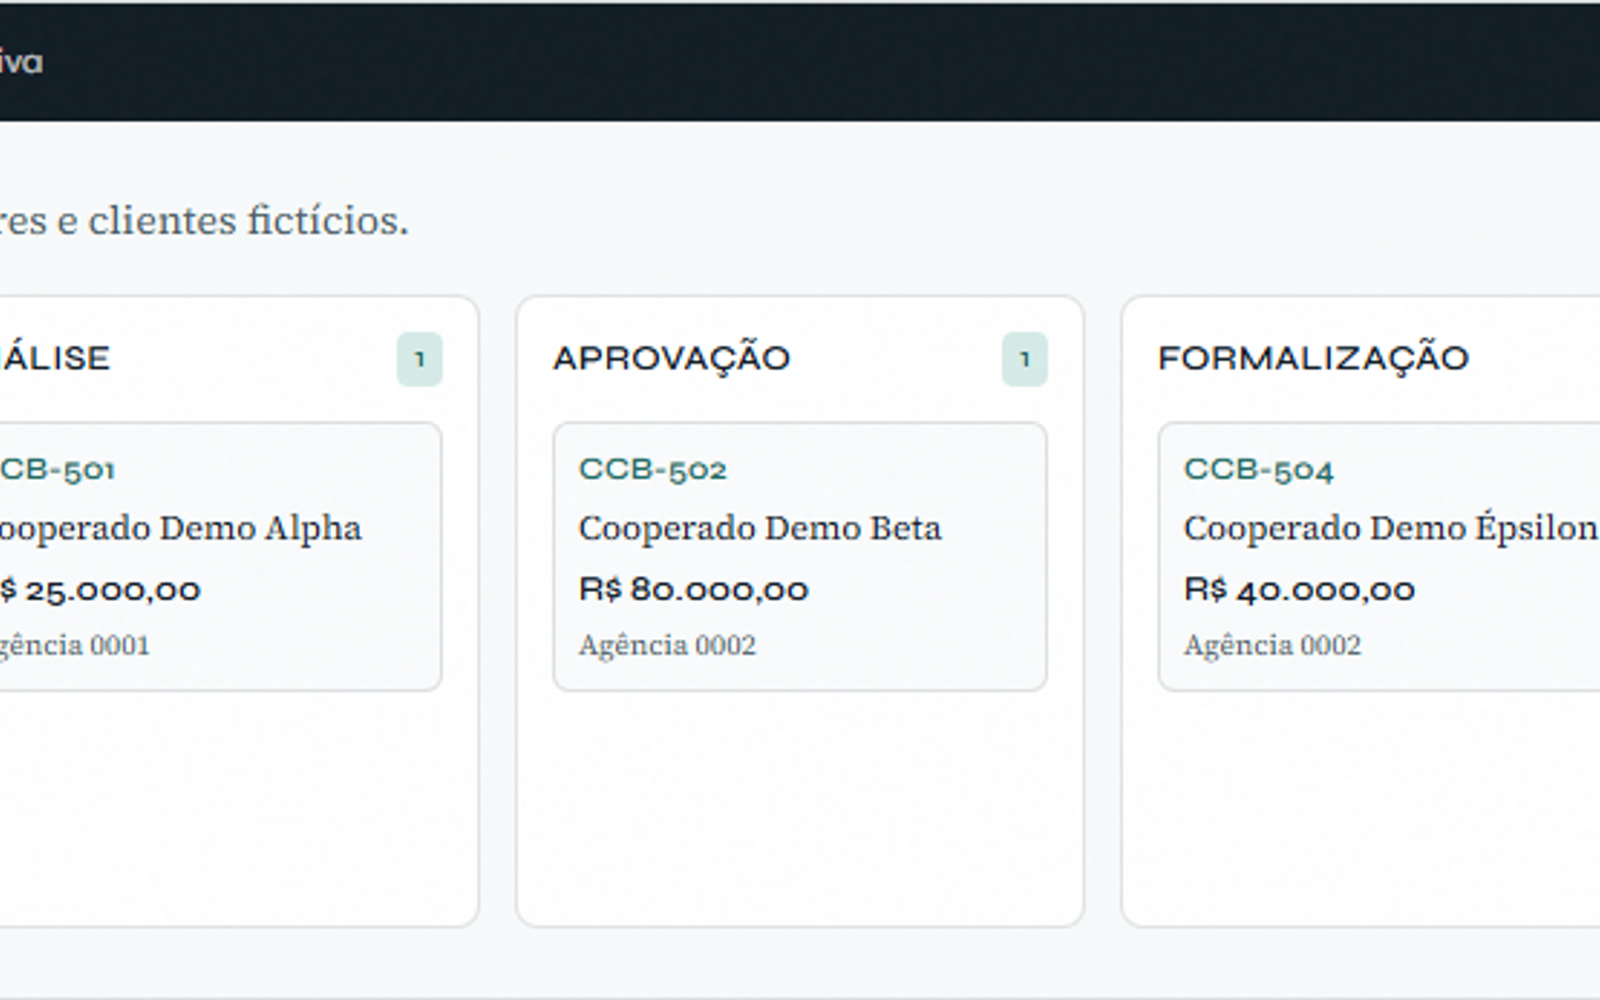 iva
res e clientes fictícios.
ÁLISE
1
CB-501
ooperado Demo Alpha
$ 25.000,00
gência 0001
APROVAÇÃO
1
CCB-502
Cooperado Demo Beta
R$ 80.000,00
Agência 0002
FORMALIZAÇÃO
CCB-504
Cooperado Demo Épsilon
R$ 40.000,00
Agência 0002